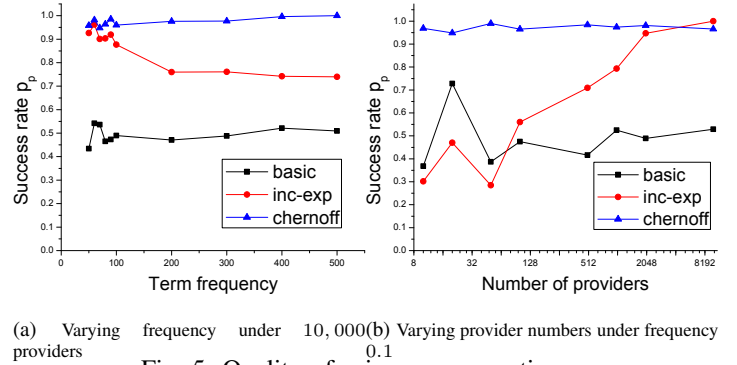 Success rate p_p
1.0
0.9
0.8
0.7
0.6
0.5
0.4
0.3
0.2
0.1
0.0
basic
inc-exp
chernoff
0 100 200 300 400 500
Term frequency
Success rate p_p
1.0
0.9
0.8
0.7
0.6
0.5
0.4
0.3
0.2
0.1
0.0
basic
inc-exp
chernoff
8 32 128 512 2048 8192
Number of providers
(a) Varying frequency under 10,000
providers
(b) Varying provider numbers under frequency
0.1